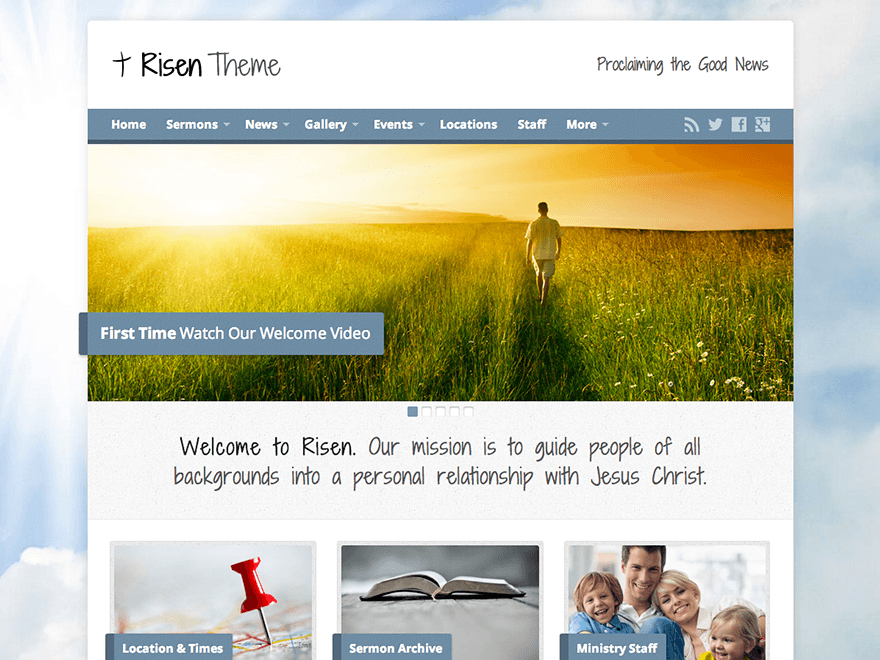 Risen Theme
Proclaiming the Good News
Home Sermons News Gallery Events Locations Staff More
First Time Watch Our Welcome Video
Welcome to Risen. Our mission is to guide people of all
backgrounds into a personal relationship with Jesus Christ.
Location & Times
Sermon Archive
Ministry Staff